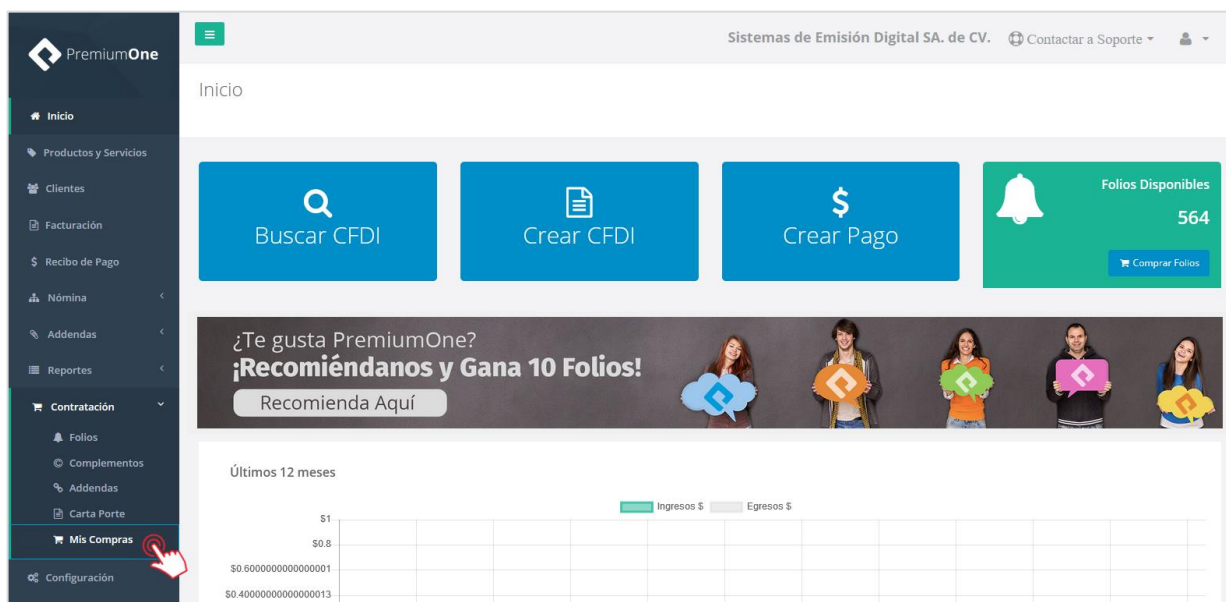 PremiumOne
Sistemas de Emisión Digital SA. de CV. Contactar a Soporte
Inicio
Inicio
Productos y Servicios
Clientes
Facturación
$ Recibo de Pago
Nómina
Addendas
Reportes
Contratación
Folios
© Complementos
Addendas
Carta Porte
Mis Compras
Configuración
Buscar CFDI
Crear CFDI
$
Crear Pago
Folios Disponibles
564
Comprar Folios
¿Te gusta PremiumOne?
¡Recomiéndanos y Gana 10 Folios!
Recomienda Aquí
Últimos 12 meses
Ingresos $ Egresos $
$1
$0.8
$0.6000000000000001
$0.40000000000000013